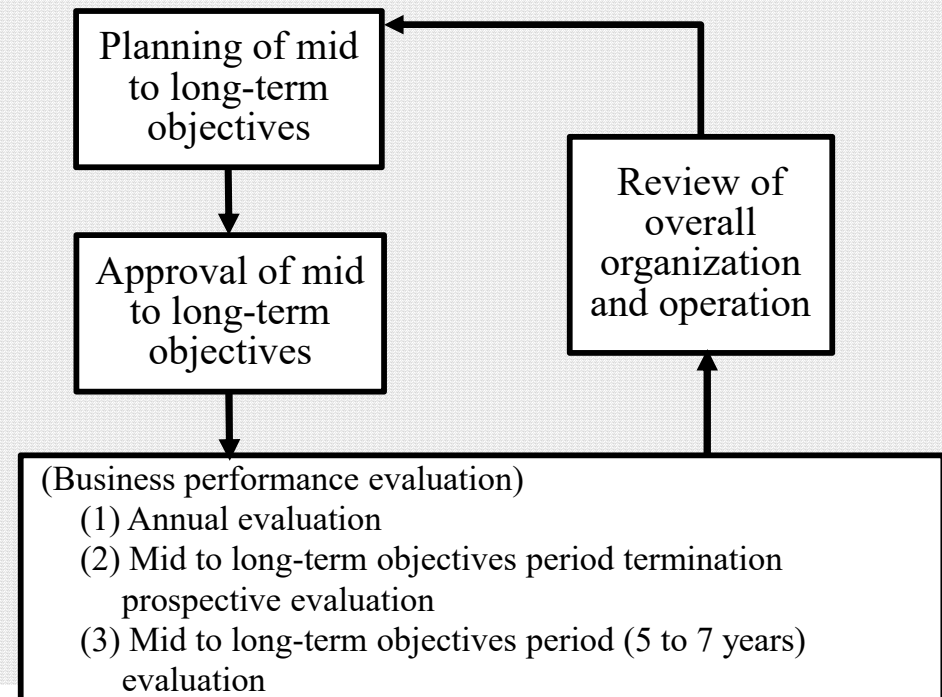 Planning of mid
to long-term
objectives
Approval of mid
to long-term
objectives
Review of
overall
organization
and operation
(Business performance evaluation)
(1) Annual evaluation
(2) Mid to long-term objectives period termination
prospective evaluation
(3) Mid to long-term objectives period (5 to 7 years)
evaluation